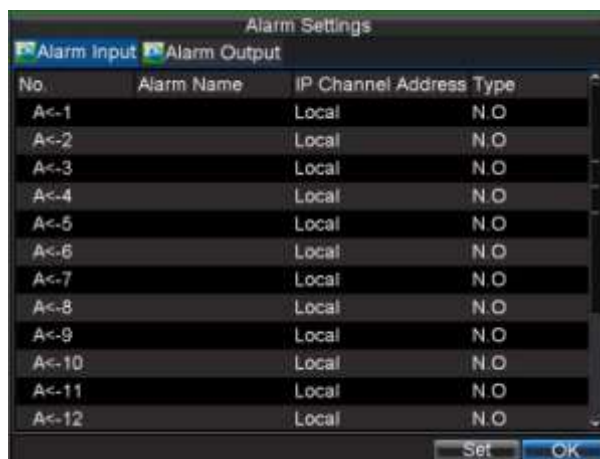 Alarm Settings
Alarm Input Alarm Output
No. Alarm Name IP Channel Address Type
A<-1 Local N.O
A<-2 Local N.O
A<-3 Local N.O
A<-4 Local N.O
A<-5 Local N.O
A<-6 Local N.O
A<-7 Local N.O
A<-8 Local N.O
A<-9 Local N.O
A<-10 Local N.O
A<-11 Local N.O
A<-12 Local N.O
Set OK